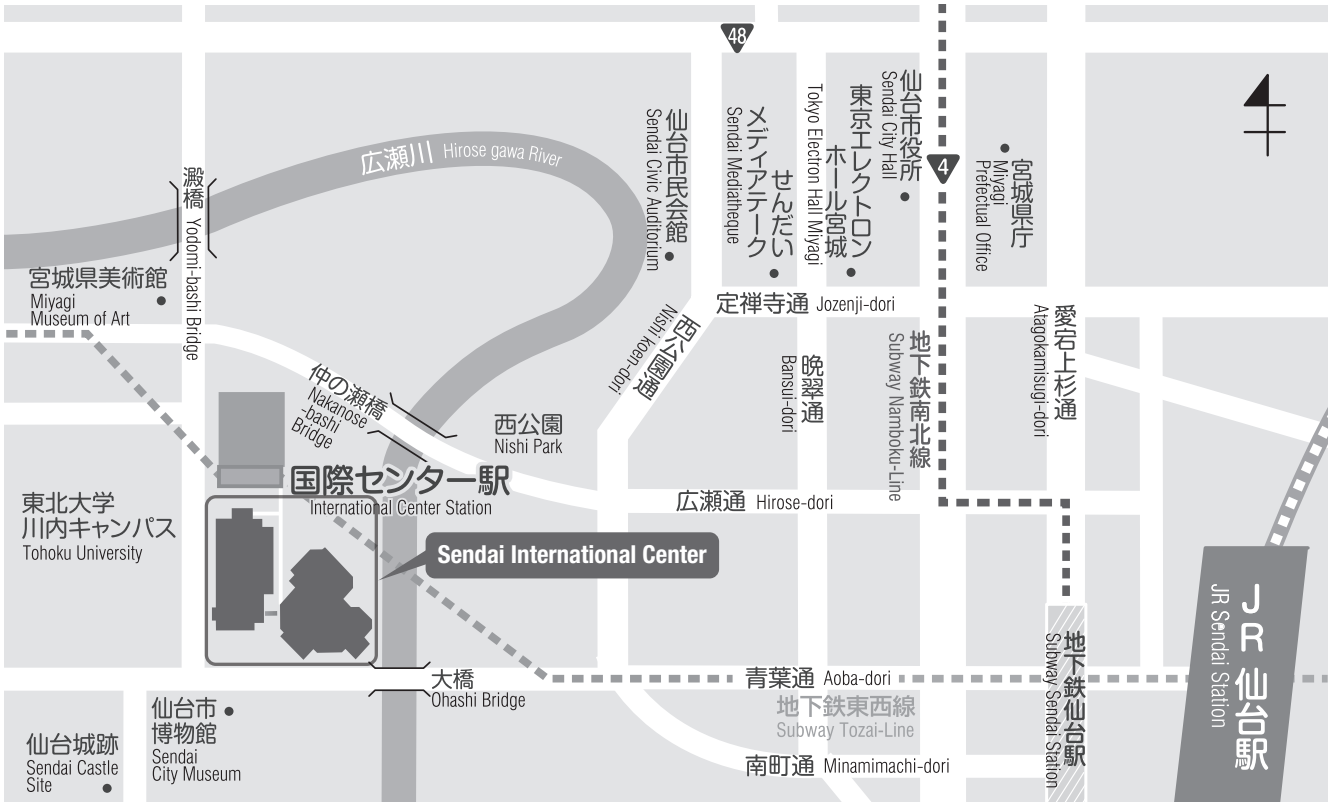 48
仙台市役所
Sendai City Hall
4
宮城県庁
Miyagi
Prefectual Office
東京エレクトロン
ホール宮城
Tokyo Electron Hall Miyagi
せんだい
メディアテーク
Sendai Mediatheque
仙台市民会館
Sendai Civic Auditorium
広瀬川 Hirose gawa River
澱橋 Yodomi-bashi Bridge
宮城県美術館
Miyagi
Museum of Art
定禅寺通 Jozenji-dori
西公園通
Nishi koen-dori
晩翠通
Bansui-dori
地下鉄南北線
Subway Namboku-Line
愛宕上杉通
Atagokamisugi-dori
仲の瀬橋
Nakanose
-bashi
Bridge
西公園
Nishi Park
国際センター駅
International Center Station
広瀬通 Hirose-dori
東北大学
川内キャンパス
Tohoku University
Sendai International Center
JR仙台駅
JR Sendai Station
地下鉄仙台駅
Subway Sendai Station
大橋
Ohashi Bridge
青葉通 Aoba-dori
地下鉄東西線
Subway Tozai-Line
仙台市
博物館
Sendai
City Museum
仙台城跡
Sendai Castle
Site
南町通 Minamimachi-dori